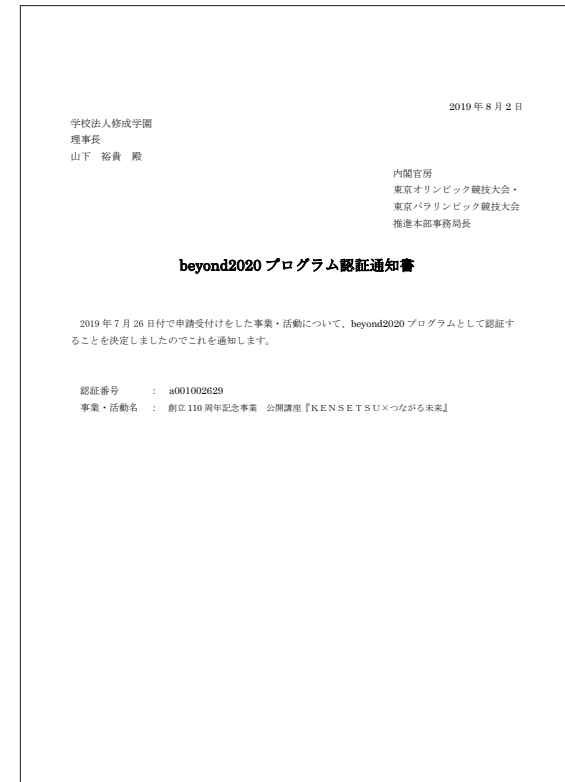 2019 年 8 月 2 日
学校法人修成学園
理事長
山下　裕貴　殿
内閣官房
東京オリンピック競技大会・
東京パラリンピック競技大会
推進本部事務局長
beyond2020 プログラム認証通知書
2019 年 7 月 26 日付で申請受付けをした事業・活動について、beyond2020 プログラムとして認証す
ることを決定しましたのでこれを通知します。
認証番号　：　a001002629
事業・活動名　：　創立 110 周年記念事業　公開講座『ＫＥＮＳＥＴＳＵ×つながる未来』